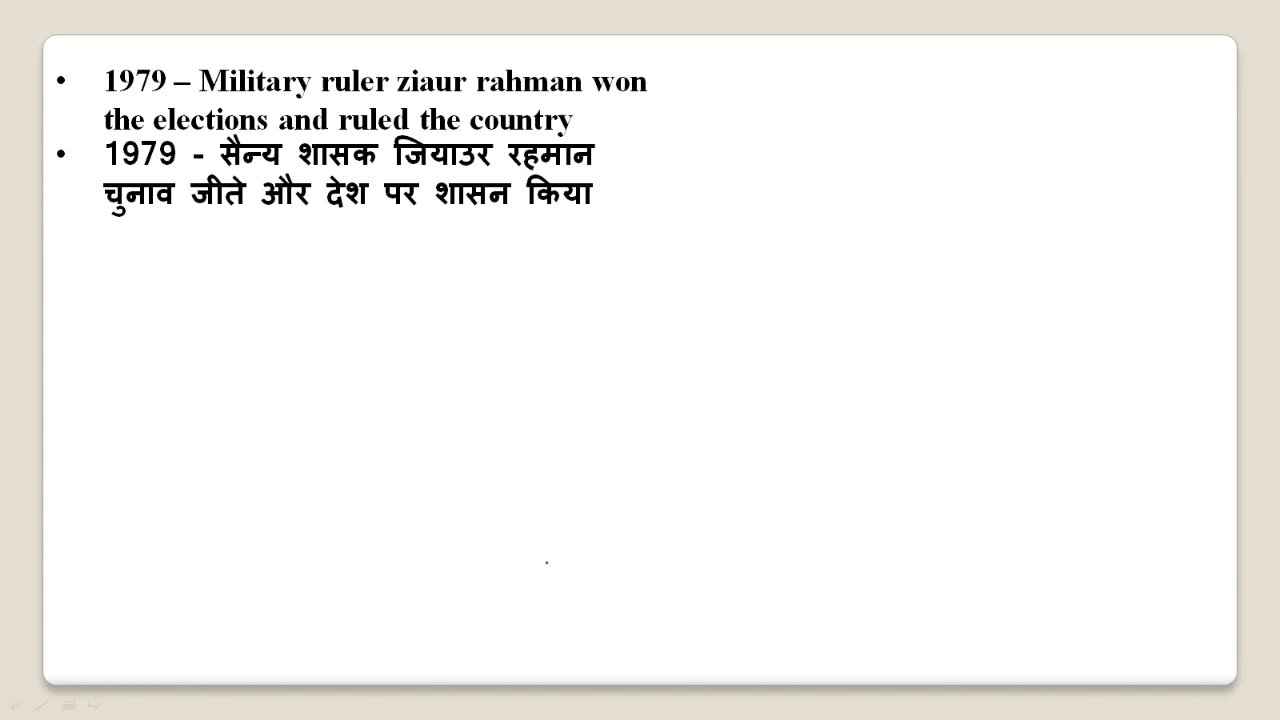 • 1979 – Military ruler ziaur rahman won
the elections and ruled the country
• 1979 - सैन्य शासक जियाउर रहमान
चुनाव जीते और देश पर शासन किया